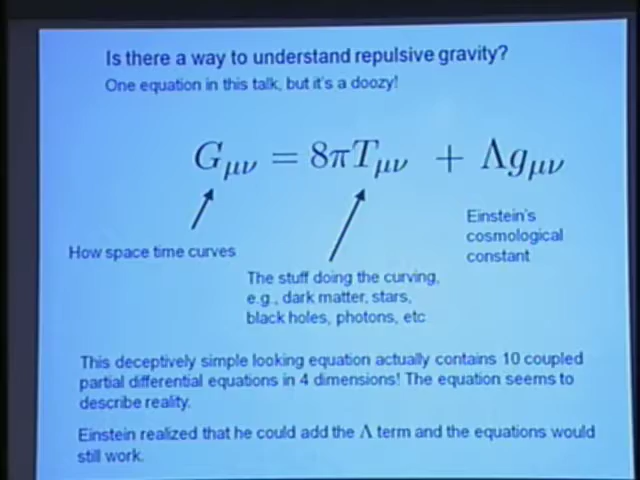 Is there a way to understand repulsive gravity?
One equation in this talk, but it's a doozy!
Gμν = 8πTμν + Λgμν
How space time curves
The stuff doing the curving,
e.g., dark matter, stars,
black holes, photons, etc
Einstein's
cosmological
constant
This deceptively simple looking equation actually contains 10 coupled
partial differential equations in 4 dimensions! The equation seems to
describe reality.
Einstein realized that he could add the Λ term and the equations would
still work.